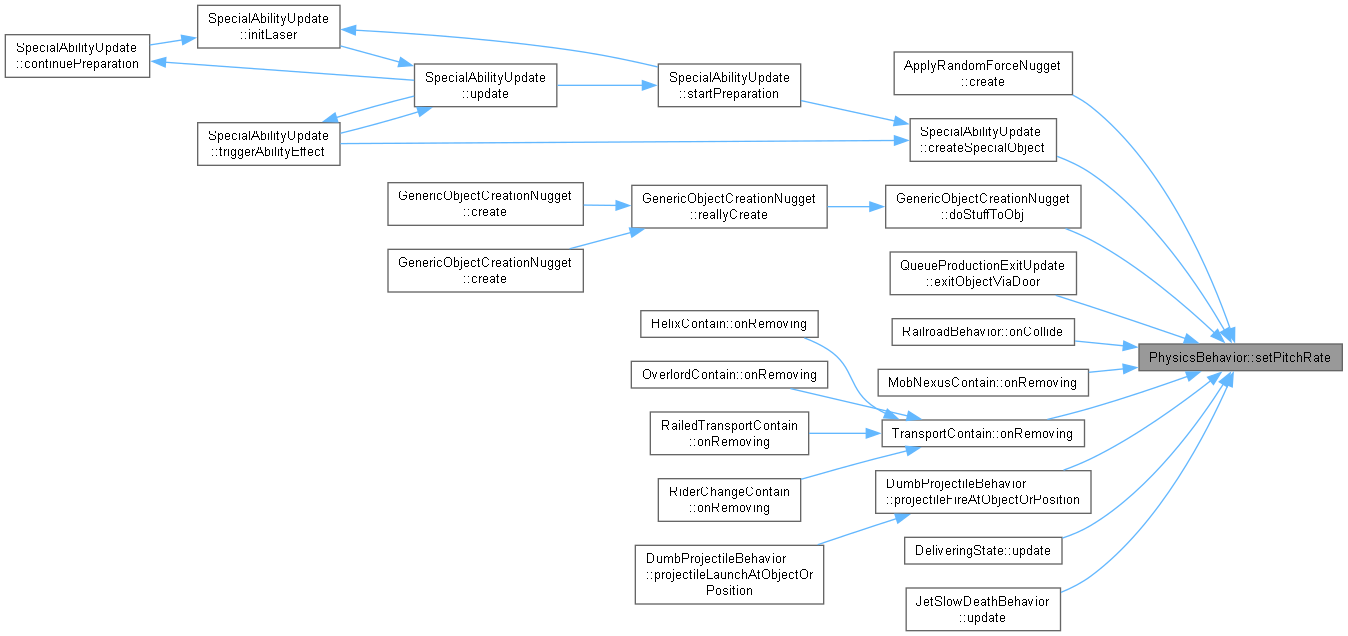 SpecialAbilityUpdate
::continuePreparation
SpecialAbilityUpdate
::initLaser
SpecialAbilityUpdate
::update
SpecialAbilityUpdate
::triggerAbilityEffect
SpecialAbilityUpdate
::startPreparation
ApplyRandomForceNugget
::create
SpecialAbilityUpdate
::createSpecialObject
GenericObjectCreationNugget
::create
GenericObjectCreationNugget
::create
GenericObjectCreationNugget
::reallyCreate
GenericObjectCreationNugget
::doStuffToObj
QueueProductionExitUpdate
::exitObjectViaDoor
RailroadBehavior::onCollide
MobNexusContain::onRemoving
HelixContain::onRemoving
OverlordContain::onRemoving
RailedTransportContain
::onRemoving
RiderChangeContain
::onRemoving
TransportContain::onRemoving
DumbProjectileBehavior
::projectileFireAtObjectOrPosition
DumbProjectileBehavior
::projectileLaunchAtObjectOr
Position
DeliveringState::update
JetSlowDeathBehavior
::update
PhysicsBehavior::setPitchRate